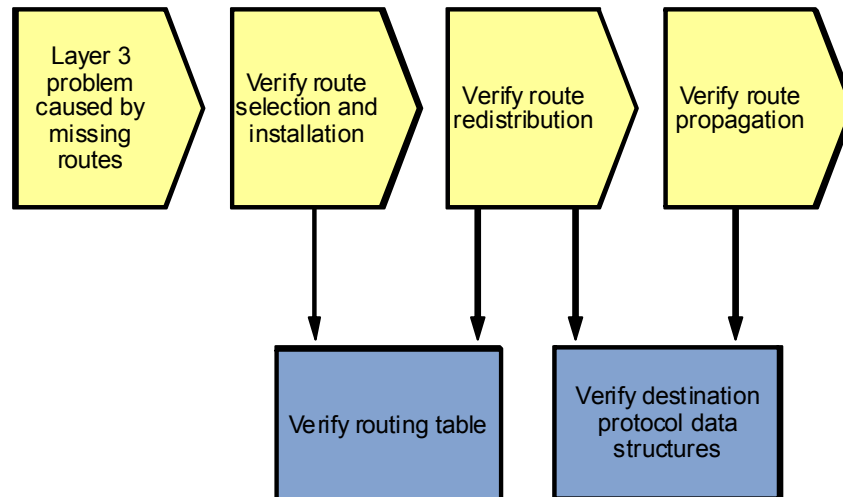 Layer 3
problem
caused by
missing
routes
Verify route
selection and
installation
Verify route
redistribution
Verify route
propagation
Verify routing table
Verify destination
protocol data
structures